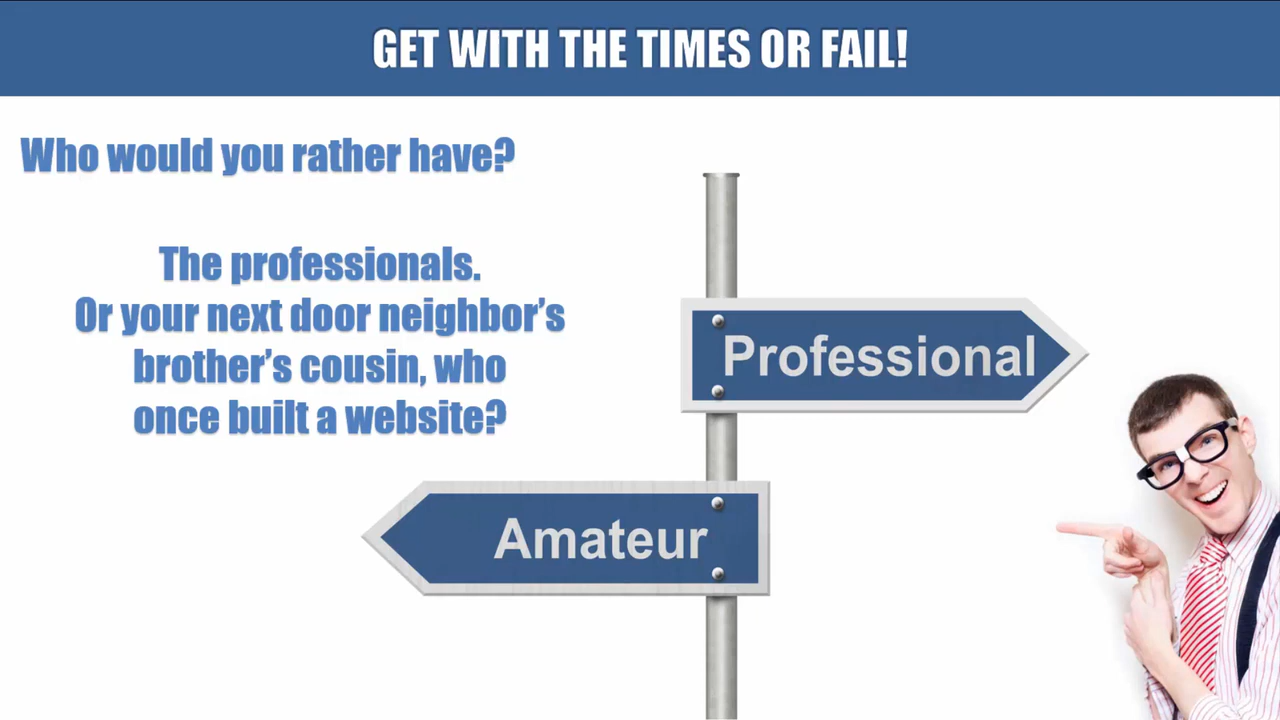 GET WITH THE TIMES OR FAIL!
Who would you rather have?
The professionals.
Or your next door neighbor’s
brother’s cousin, who
once built a website?
Professional
Amateur